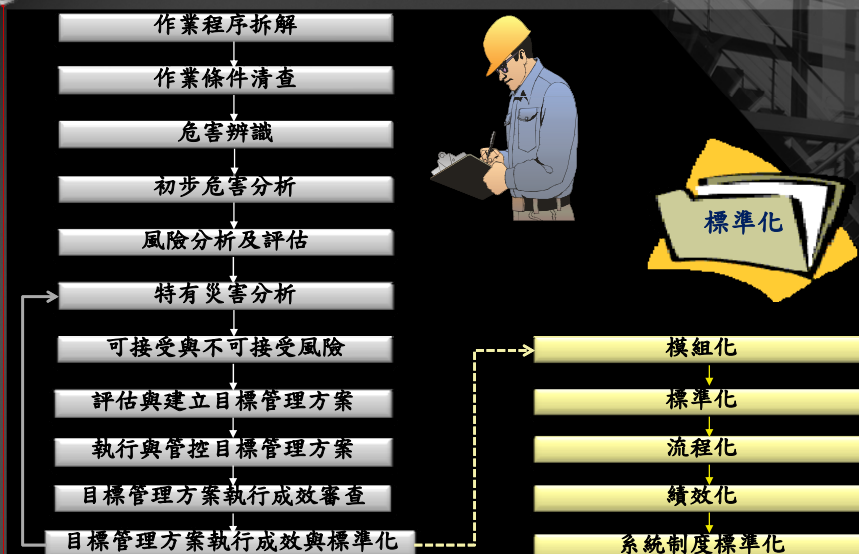 作業程序拆解
作業條件清查
危害辨識
初步危害分析
風險分析及評估
特有災害分析
可接受與不可接受風險
評估與建立目標管理方案
執行與管控目標管理方案
目標管理方案執行成效審查
目標管理方案執行成效與標準化
標準化
模組化
標準化
流程化
績效化
系統制度標準化